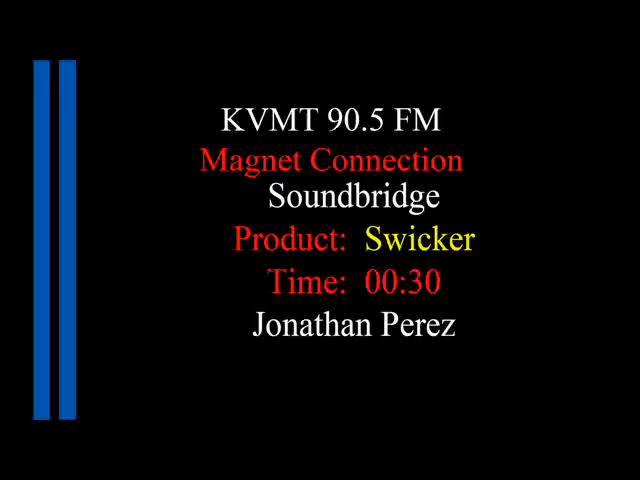 KVMT 90.5 FM
Magnet Connection
Soundbridge
Product: Swicker
Time: 00:30
Jonathan Perez